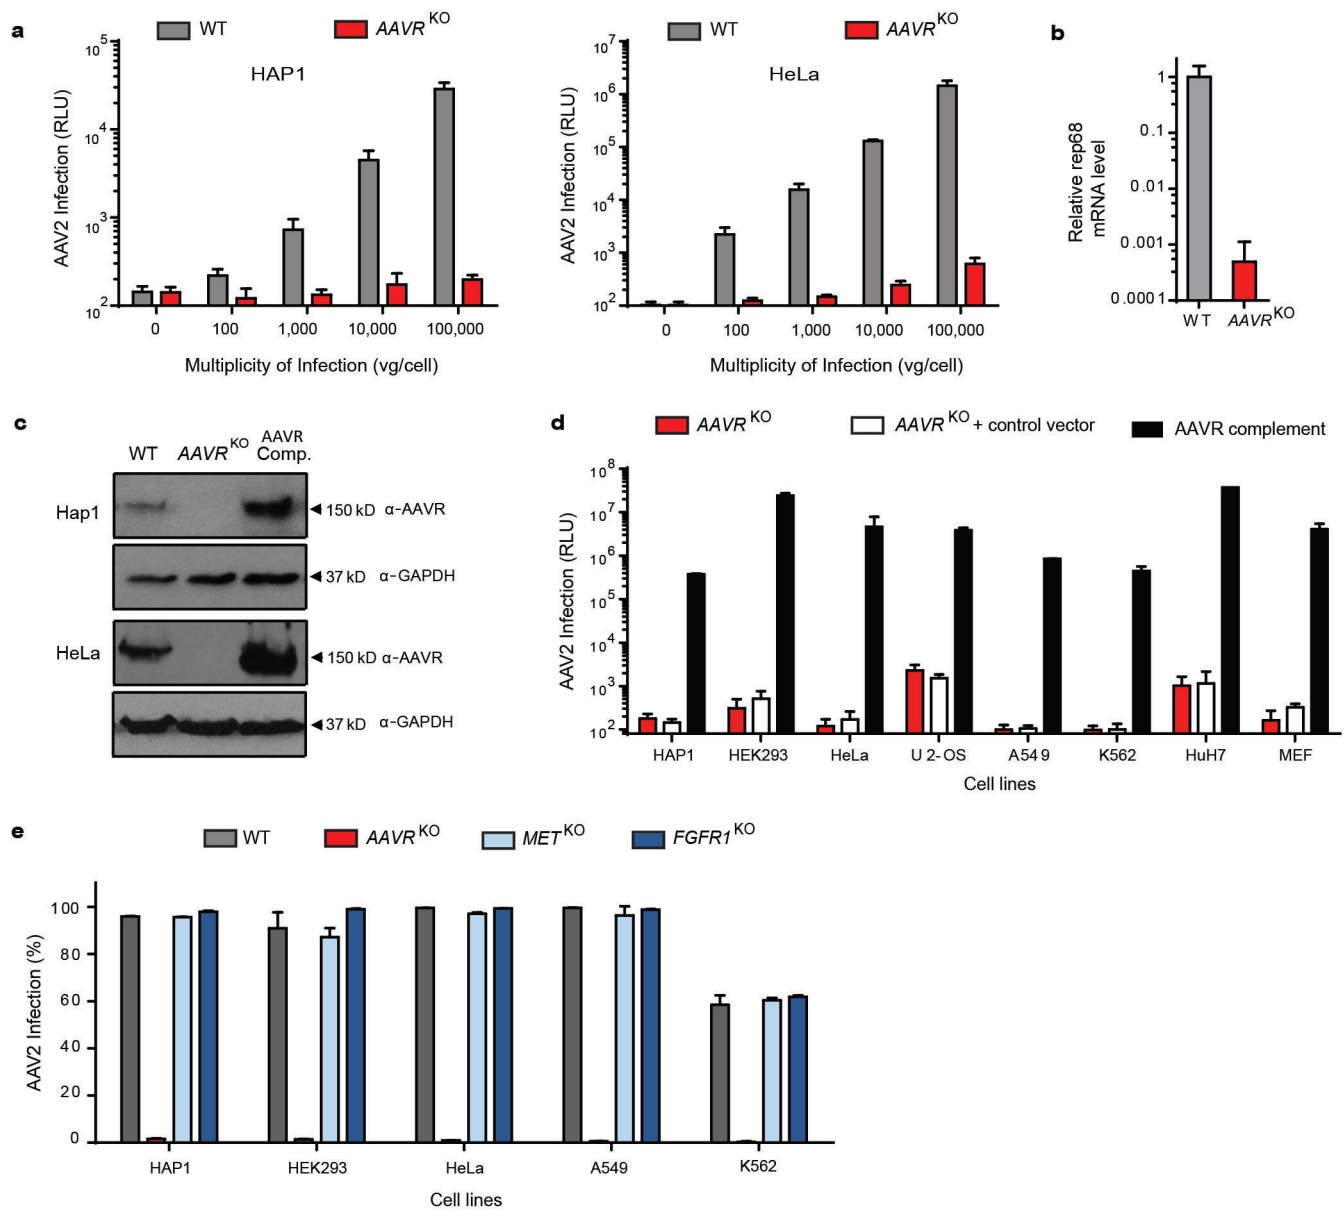 a
WT
AAVR KO
HAP1
AAV2 Infection (RLU)
10^5
10^4
10^3
10^2
0
100
1,000
10,000
100,000
Multiplicity of Infection (vg/cell)
WT
AAVR KO
HeLa
AAV2 Infection (RLU)
10^7
10^6
10^5
10^4
10^3
10^2
0
100
1,000
10,000
100,000
Multiplicity of Infection (vg/cell)
b
Relative rep68
mRNA level
1
0.1
0.01
0.001
0.0001
WT
AAVR KO
c
WT
AAVR KO
AAVR
Comp.
Hap1
150 kD α-AAVR
37 kD α-GAPDH
HeLa
150 kD α-AAVR
37 kD α-GAPDH
d
AAVR KO
AAVR KO + control vector
AAVR complement
AAV2 Infection (RLU)
10^8
10^7
10^6
10^5
10^4
10^3
10^2
HAP1
HEK293
HeLa
U 2-OS
A549
K562
HuH7
MEF
Cell lines
e
WT
AAVR KO
MET KO
FGFR1 KO
AAV2 Infection (%)
100
80
60
40
20
0
HAP1
HEK293
HeLa
A549
K562
Cell lines